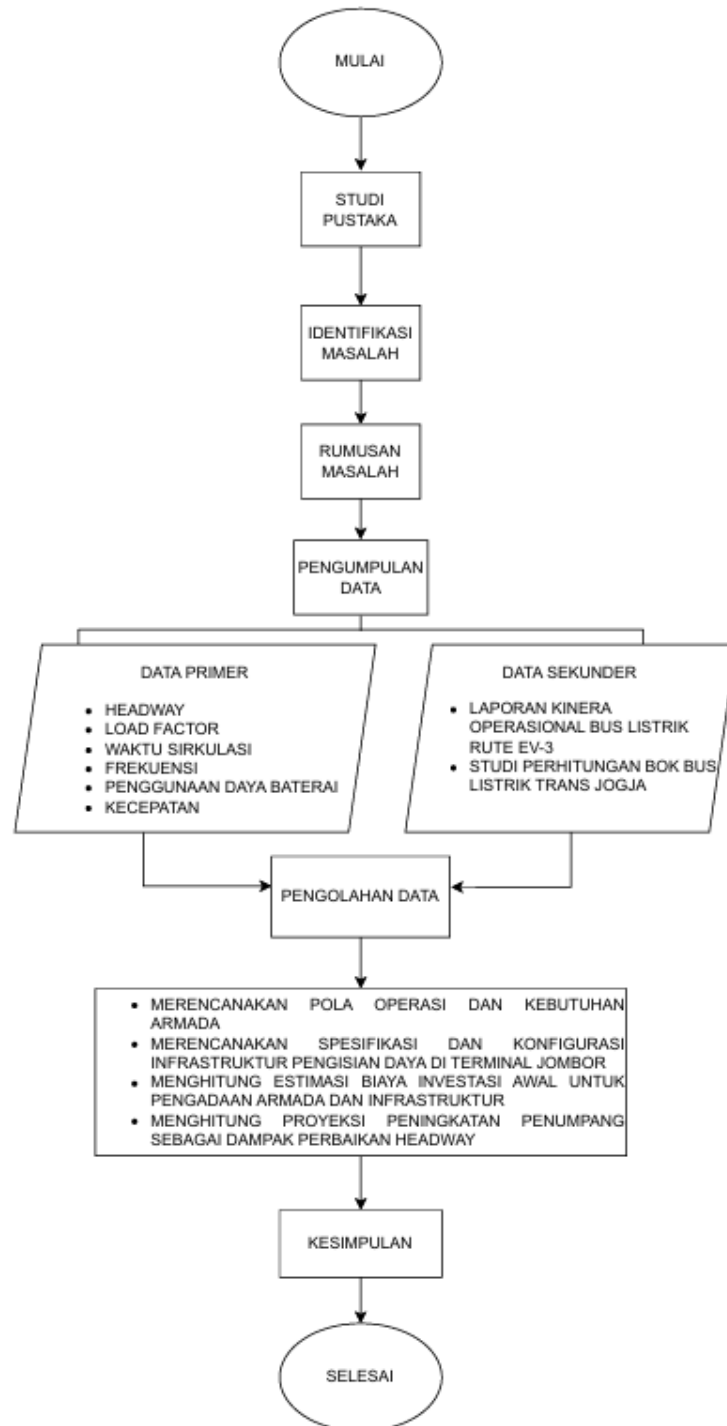 MULAI
STUDI
PUSTAKA
IDENTIFIKASI
MASALAH
RUMUSAN
MASALAH
PENGUMPULAN
DATA
DATA PRIMER
• HEADWAY
• LOAD FACTOR
• WAKTU SIRKULASI
• FREKUENSI
• PENGGUNAAN DAYA BATERAI
• KECEPATAN
DATA SEKUNDER
• LAPORAN KINERA
OPERASIONAL BUS LISTRIK
RUTE EV-3
• STUDI PERHITUNGAN BOK BUS
LISTRIK TRANS JOGJA
PENGOLAHAN DATA
• MERENCANAKAN POLA OPERASI DAN KEBUTUHAN
ARMADA
• MERENCANAKAN SPESIFIKASI DAN KONFIGURASI
INFRASTRUKTUR PENGISIAN DAYA DI TERMINAL JOMBOR
• MENGHITUNG ESTIMASI BIAYA INVESTASI AWAL UNTUK
PENGADAAN ARMADA DAN INFRASTRUKTUR
• MENGHITUNG PROYEKSI PENINGKATAN PENUMPANG
SEBAGAI DAMPAK PERBAIKAN HEADWAY
KESIMPULAN
SELESAI